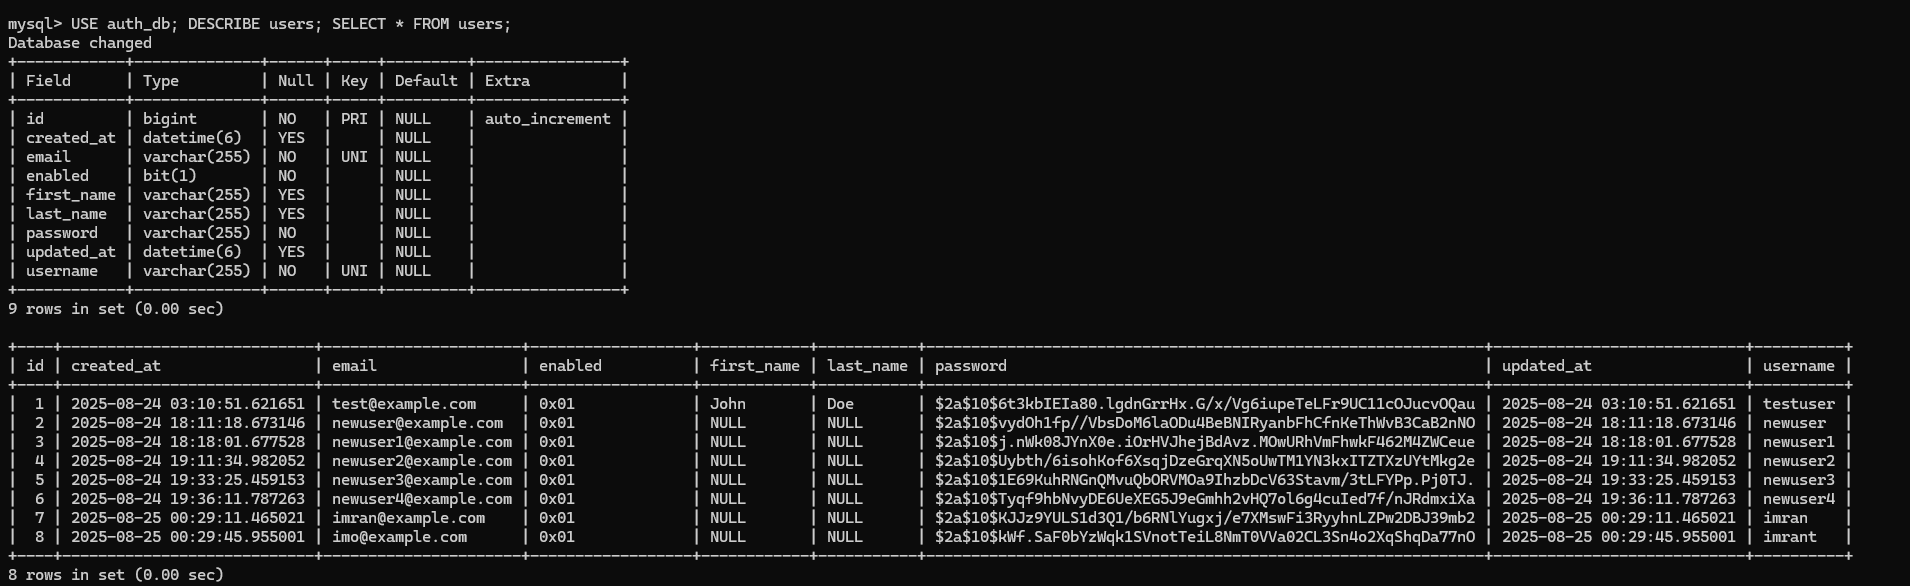 mysql> USE auth_db; DESCRIBE users; SELECT * FROM users;
Database changed
+------------+--------------+------+-----+---------+----------------+
| Field      | Type         | Null | Key | Default | Extra          |
+------------+--------------+------+-----+---------+----------------+
| id         | bigint       | NO   | PRI | NULL    | auto_increment |
| created_at | datetime(6)  | YES  |     | NULL    |                |
| email      | varchar(255) | NO   | UNI | NULL    |                |
| enabled    | bit(1)       | NO   |     | NULL    |                |
| first_name | varchar(255) | YES  |     | NULL    |                |
| last_name  | varchar(255) | YES  |     | NULL    |                |
| password   | varchar(255) | NO   |     | NULL    |                |
| updated_at | datetime(6)  | YES  |     | NULL    |                |
| username   | varchar(255) | NO   | UNI | NULL    |                |
+------------+--------------+------+-----+---------+----------------+
9 rows in set (0.00 sec)
+----+----------------------------+----------------------+------------------+------------+-----------+--------------------------------------------------------------+----------------------------+----------+
| id | created_at                 | email                | enabled          | first_name | last_name | password                                                     | updated_at                 | username |
+----+----------------------------+----------------------+------------------+------------+-----------+--------------------------------------------------------------+----------------------------+----------+
|  1 | 2025-08-24 03:10:51.621651 | test@example.com     | 0x01             | John       | Doe       | $2a$10$6t3kbIEIa80.lgdnGrrHx.G/x/Vg6iupeTeLFr9UC11cOJucvOQau | 2025-08-24 03:10:51.621651 | testuser |
|  2 | 2025-08-24 18:11:18.673146 | newuser@example.com  | 0x01             | NULL       | NULL      | $2a$10$vydOh1fp//VbsDoM6laODu4BeBNIRyanbFhCfnKeThWvB3CaB2nNO | 2025-08-24 18:11:18.673146 | newuser  |
|  3 | 2025-08-24 18:18:01.677528 | newuser1@example.com | 0x01             | NULL       | NULL      | $2a$10$j.nWk08JYnX0e.iOrHVJhejBdAvz.MOwURhVmFhwkF462M4ZWCeue | 2025-08-24 18:18:01.677528 | newuser1 |
|  4 | 2025-08-24 19:11:34.982052 | newuser2@example.com | 0x01             | NULL       | NULL      | $2a$10$Uybth/6isohKof6XsqjDzeGrqXN5oUwTM1YN3kxITZTXzUYtMkg2e | 2025-08-24 19:11:34.982052 | newuser2 |
|  5 | 2025-08-24 19:33:25.459153 | newuser3@example.com | 0x01             | NULL       | NULL      | $2a$10$1E69KuhRNGnQMvuQbORVMOa9IhzbDcV63Stavm/3tLFYPp.Pj0TJ. | 2025-08-24 19:33:25.459153 | newuser3 |
|  6 | 2025-08-24 19:36:11.787263 | newuser4@example.com | 0x01             | NULL       | NULL      | $2a$10$Tyqf9hbNvyDE6UeXEG5J9eGmhh2vHQ7ol6g4cuIed7f/nJRdmxiXa | 2025-08-24 19:36:11.787263 | newuser4 |
|  7 | 2025-08-25 00:29:11.465021 | imran@example.com    | 0x01             | NULL       | NULL      | $2a$10$KJJz9YULS1d3Q1/b6RNlYugxj/e7XMswFi3RyyhnLZPw2DBJ39mb2 | 2025-08-25 00:29:11.465021 | imran    |
|  8 | 2025-08-25 00:29:45.955001 | imo@example.com      | 0x01             | NULL       | NULL      | $2a$10$kWf.SaF0bYzWqk1SVnotTeiL8NmT0VVa02CL3Sn4o2XqShqDa77nO | 2025-08-25 00:29:45.955001 | imrant   |
+----+----------------------------+----------------------+------------------+------------+-----------+--------------------------------------------------------------+----------------------------+----------+
8 rows in set (0.00 sec)